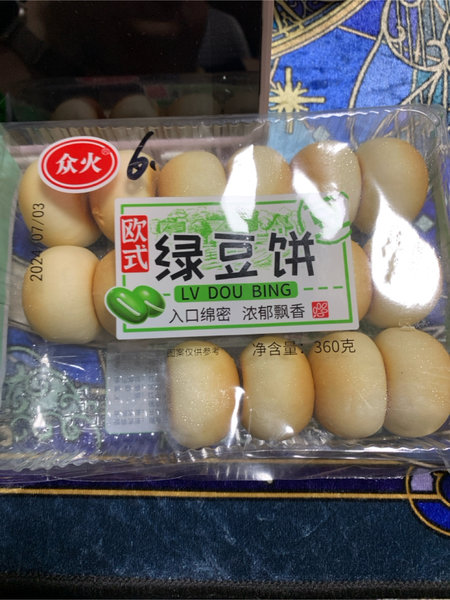 众火
6.
2024/07/03
欧式
绿豆饼
LV DOU BING
入口绵密 浓郁飘香
图案仅供参考
净含量：360克